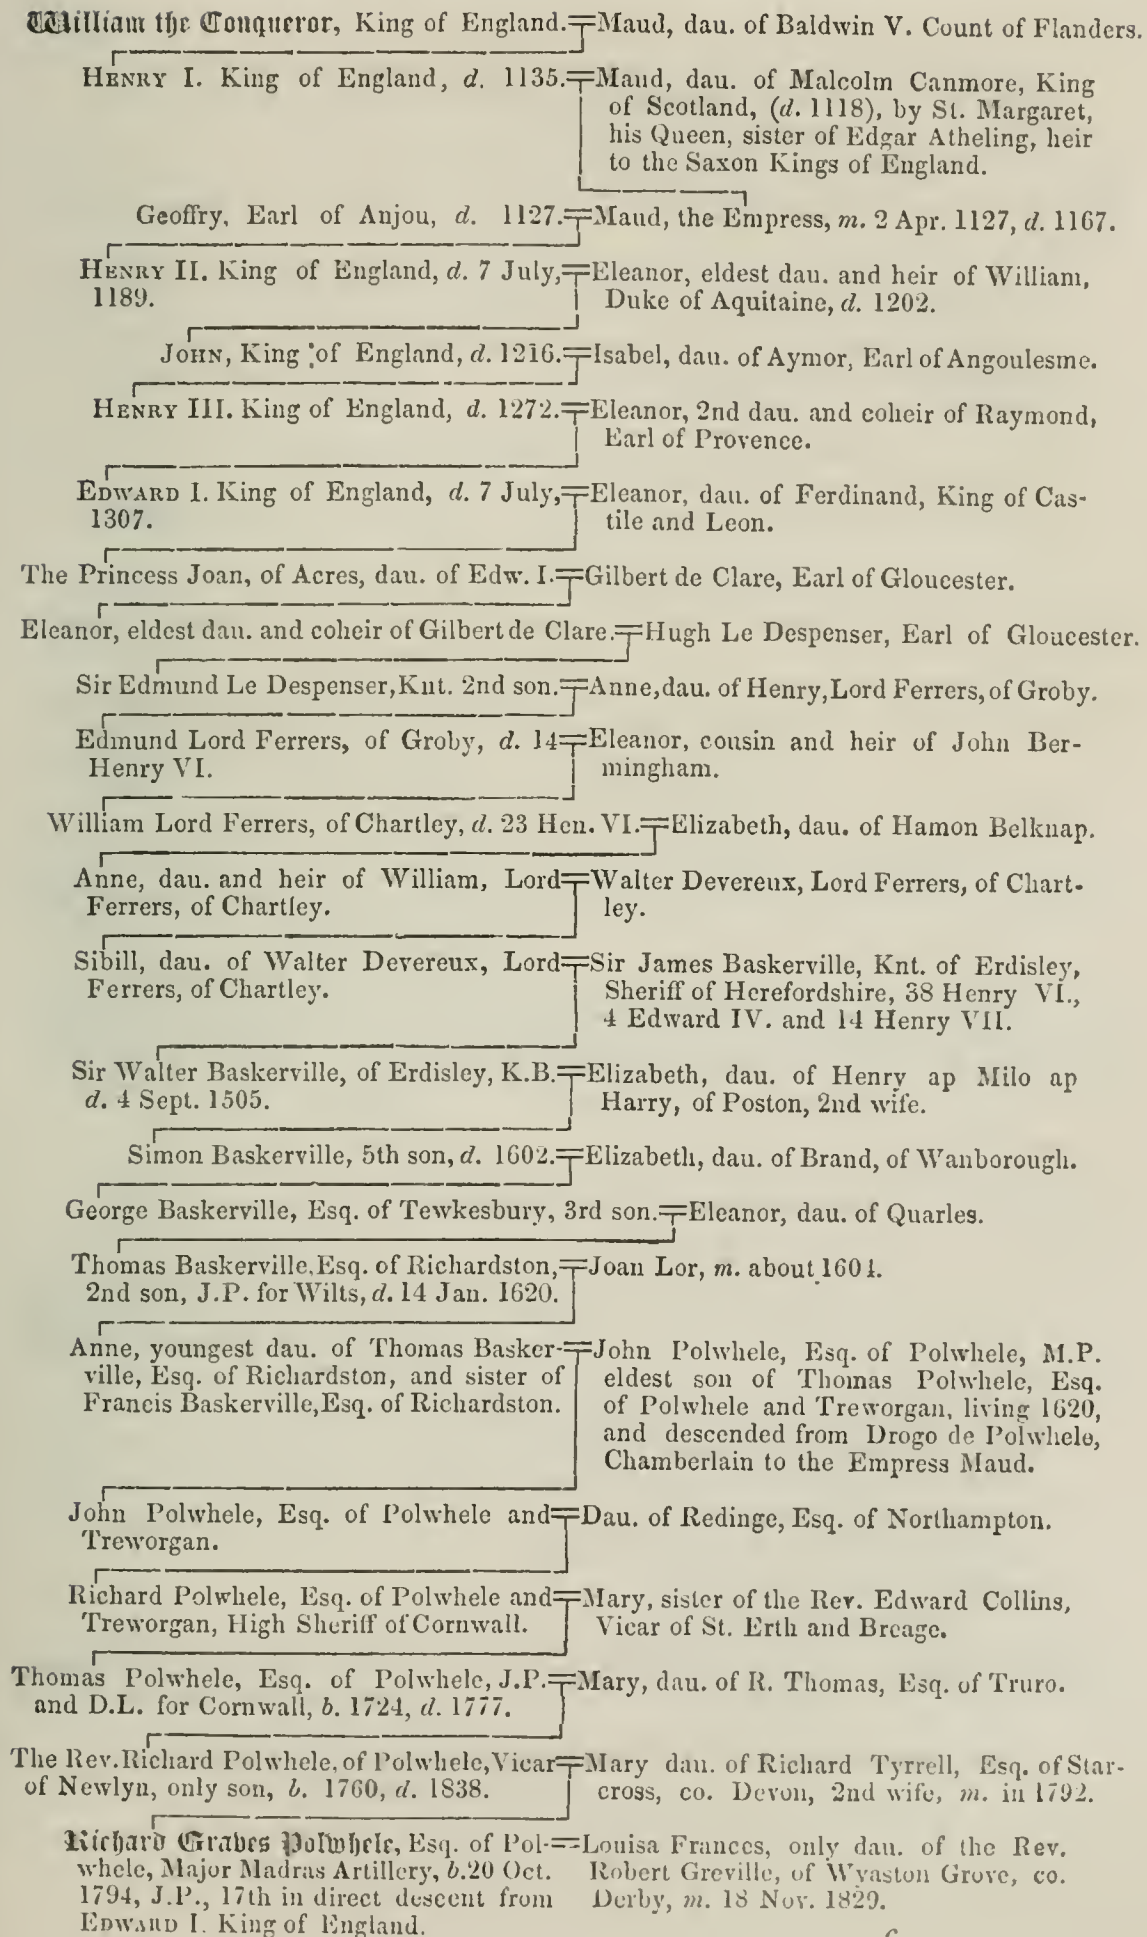 William the Conqueror, King of England.=Maud, dau. of Baldwin V. Count of Flanders.
HENRY I. King of England, d. 1135.=Maud, dau. of Malcolm Canmore, King
of Scotland, (d. 1118), by St. Margaret,
his Queen, sister of Edgar Atheling, heir
to the Saxon Kings of England.
Geoffry, Earl of Anjou, d. 1127.=Maud, the Empress, m. 2 Apr. 1127, d. 1167.
HENRY II. King of England, d. 7 July,=Eleanor, eldest dau. and heir of William,
1189. Duke of Aquitaine, d. 1202.
JOHN, King of England, d. 1216.=Isabel, dau. of Aymor, Earl of Angoulesme.
HENRY III. King of England, d. 1272.=Eleanor, 2nd dau. and coheir of Raymond,
Earl of Provence.
EDWARD I. King of England, d. 7 July,=Eleanor, dau. of Ferdinand, King of Cas-
1307. tile and Leon.
The Princess Joan, of Acres, dau. of Edw. I.=Gilbert de Clare, Earl of Gloucester.
Eleanor, eldest dau. and coheir of Gilbert de Clare.=Hugh Le Despenser, Earl of Gloucester.
Sir Edmund Le Despenser, Knt. 2nd son.=Anne, dau. of Henry, Lord Ferrers, of Groby.
Edmund Lord Ferrers, of Groby, d. 14=Eleanor, cousin and heir of John Ber-
Henry VI. mingham.
William Lord Ferrers, of Chartley, d. 23 Hen. VI.=Elizabeth, dau. of Hamon Belknap.
Anne, dau. and heir of William, Lord=Walter Devereux, Lord Ferrers, of Chart-
Ferrers, of Chartley. ley.
Sibill, dau. of Walter Devereux, Lord=Sir James Baskerville, Knt. of Erdisley,
Ferrers, of Chartley. Sheriff of Herefordshire, 38 Henry VI.,
4 Edward IV. and 14 Henry VII.
Sir Walter Baskerville, of Erdisley, K.B.=Elizabeth, dau. of Henry ap Milo ap
d. 4 Sept. 1505. Harry, of Poston, 2nd wife.
Simon Baskerville, 5th son, d. 1602.=Elizabeth, dau. of Brand, of Wanborough.
George Baskerville, Esq. of Tewkesbury, 3rd son.=Eleanor, dau. of Quarles.
Thomas Baskerville, Esq. of Richardston,=Joan Lor, m. about 1601.
2nd son, J.P. for Wilts, d. 14 Jan. 1620.
Anne, youngest dau. of Thomas Basker-=John Polwhele, Esq. of Polwhele, M.P.
ville, Esq. of Richardston, and sister of eldest son of Thomas Polwhele, Esq.
Francis Baskerville, Esq. of Richardston. of Polwhele and Treworgan, living 1620,
and descended from Drogo de Polwhele,
Chamberlain to the Empress Maud.
John Polwhele, Esq. of Polwhele and=Dau. of Redinge, Esq. of Northampton.
Treworgan.
Richard Polwhele, Esq. of Polwhele and=Mary, sister of the Rev. Edward Collins,
Treworgan, High Sheriff of Cornwall. Vicar of St. Erth and Breage.
Thomas Polwhele, Esq. of Polwhele, J.P.=Mary, dau. of R. Thomas, Esq. of Truro.
and D.L. for Cornwall, b. 1724, d. 1777.
The Rev. Richard Polwhele, of Polwhele, Vicar=Mary dau. of Richard Tyrrell, Esq. of Star-
of Newlyn, only son, b. 1760, d. 1838. cross, co. Devon, 2nd wife, m. in 1792.
Richard Graves Polwhele, Esq. of Pol-=Louisa Frances, only dau. of the Rev.
whele, Major Madras Artillery, b. 20 Oct. Robert Greville, of Wyaston Grove, co.
1794, J.P., 17th in direct descent from Derby, m. 18 Nov. 1829.
EDWARD I. King of England.